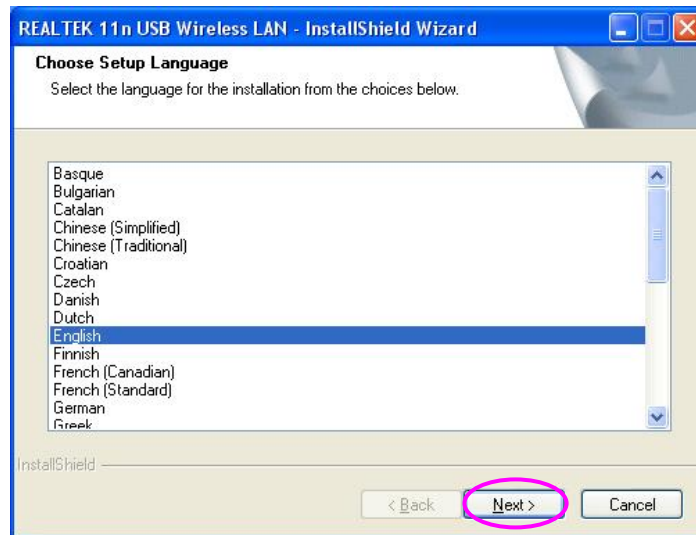 REALTEK 11n USB Wireless LAN - InstallShield Wizard
Choose Setup Language
Select the language for the installation from the choices below.
Basque
Bulgarian
Catalan
Chinese (Simplified)
Chinese (Traditional)
Croatian
Czech
Danish
Dutch
English
Finnish
French (Canadian)
French (Standard)
German
Greek
InstallShield
< Back
Next >
Cancel